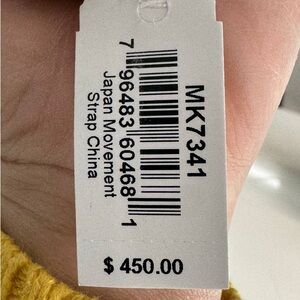 MK7341
7 96483 60468 1
Japan Movement
Strap China
$ 450.00